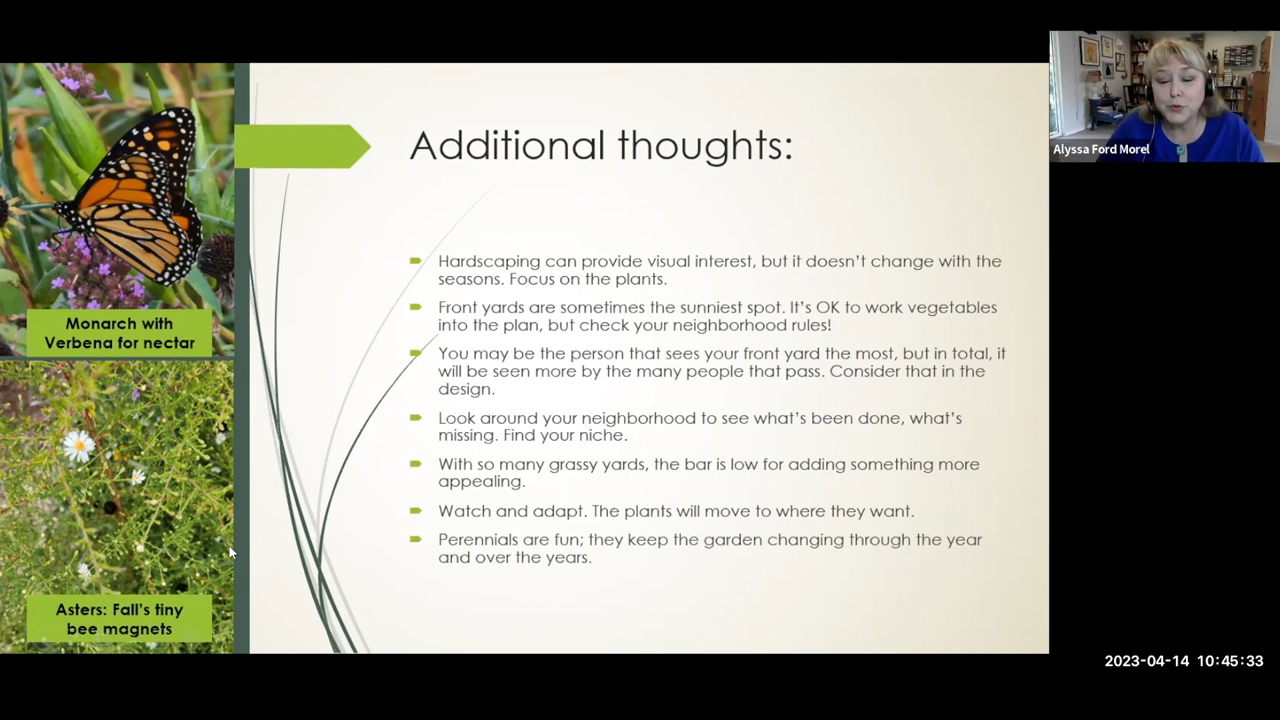 Additional thoughts:
Hardscaping can provide visual interest, but it doesn't change with the
seasons. Focus on the plants.
Front yards are sometimes the sunniest spot. It's OK to work vegetables
into the plan, but check your neighborhood rules!
You may be the person that sees your front yard the most, but in total, it
will be seen more by the many people that pass. Consider that in the
design.
Look around your neighborhood to see what's been done, what's
missing. Find your niche.
With so many grassy yards, the bar is low for adding something more
appealing.
Watch and adapt. The plants will move to where they want.
Perennials are fun; they keep the garden changing through the year
and over the years.
Monarch with
Verbena for nectar
Asters: Fall's tiny
bee magnets
Alyssa Ford Morel
2023-04-14 10:45:33